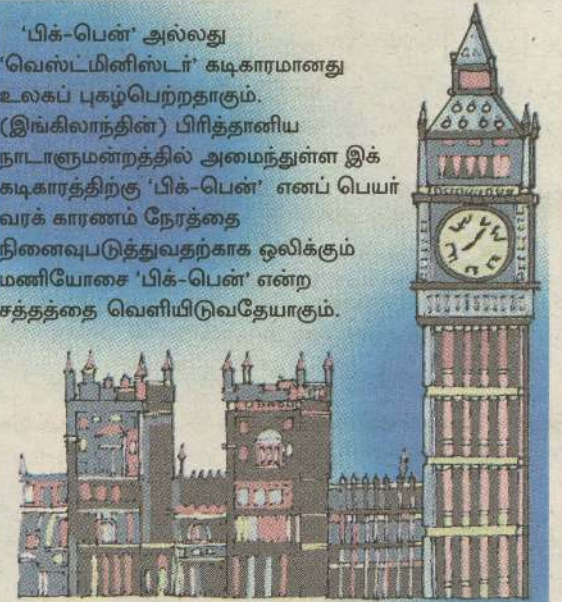 'பிக்-பென்' அல்லது
'வெஸ்ட்மினிஸ்டர்' கடிகாரமானது
உலகப் புகழ்பெற்றதாகும்.
(இங்கிலாந்தின்) பிரித்தானிய
நாடாளுமன்றத்தில் அமைந்துள்ள இக்
கடிகாரத்திற்கு 'பிக்-பென்' எனப் பெயர்
வரக் காரணம் நேரத்தை
நினைவுபடுத்துவதற்காக ஒலிக்கும்
மணியோசை 'பிக்-பென்' என்ற
சத்தத்தை வெளியிடுவதேயாகும்.